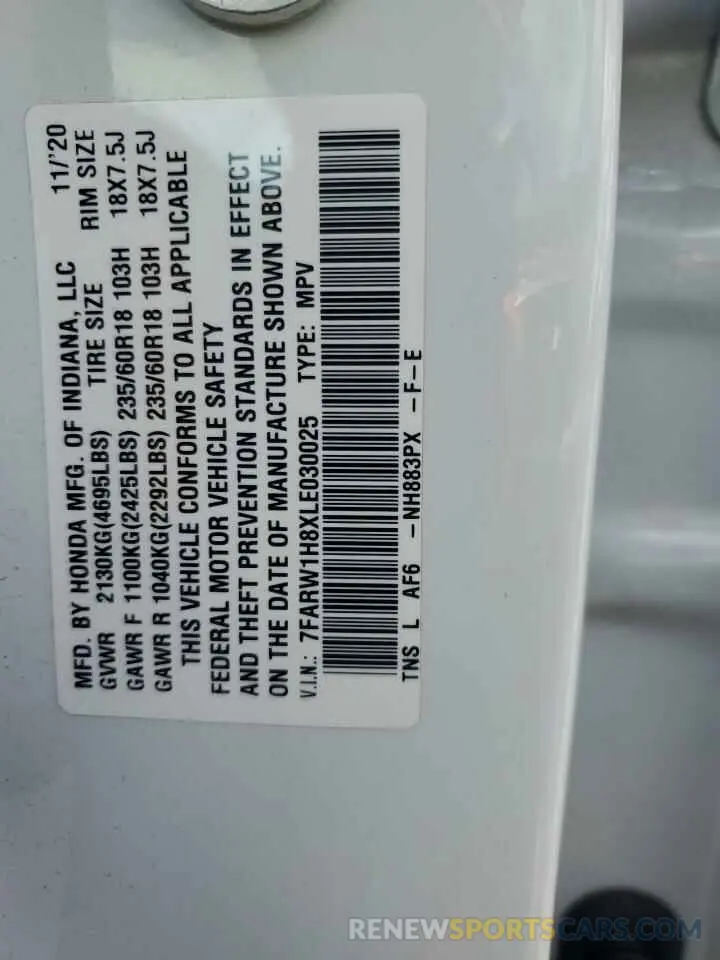 MFD. BY HONDA MFG. OF INDIANA, LLC 11/'20
GVWR 2130KG(4695LBS) TIRE SIZE RIM SIZE
GAWR F 1100KG(2425LBS) 235/60R18 103H 18X7.5J
GAWR R 1040KG(2292LBS) 235/60R18 103H 18X7.5J
THIS VEHICLE CONFORMS TO ALL APPLICABLE
FEDERAL MOTOR VEHICLE SAFETY
AND THEFT PREVENTION STANDARDS IN EFFECT
ON THE DATE OF MANUFACTURE SHOWN ABOVE.
V.I.N.: 7FARW1H8XLE030025 TYPE: MPV
TNS L AF6 -NH883PX -F-E
RENEWSPORTSCARS.COM